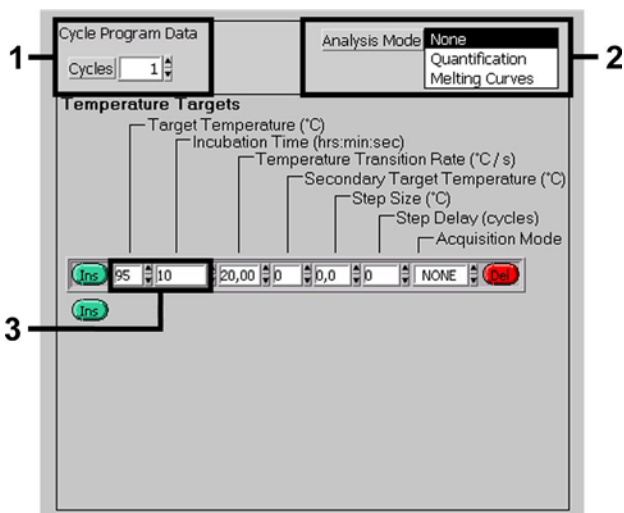 Cycle Program Data
Cycles 1
Analysis Mode None
Quantification
Melting Curves
1
2
Temperature Targets
Target Temperature (°C)
Incubation Time (hrs:min:sec)
Temperature Transition Rate (°C / s)
Secondary Target Temperature (°C)
Step Size (°C)
Step Delay (cycles)
Acquisition Mode
Ins 95 10 20,00 0 0,0 0 NONE Del
Ins
3